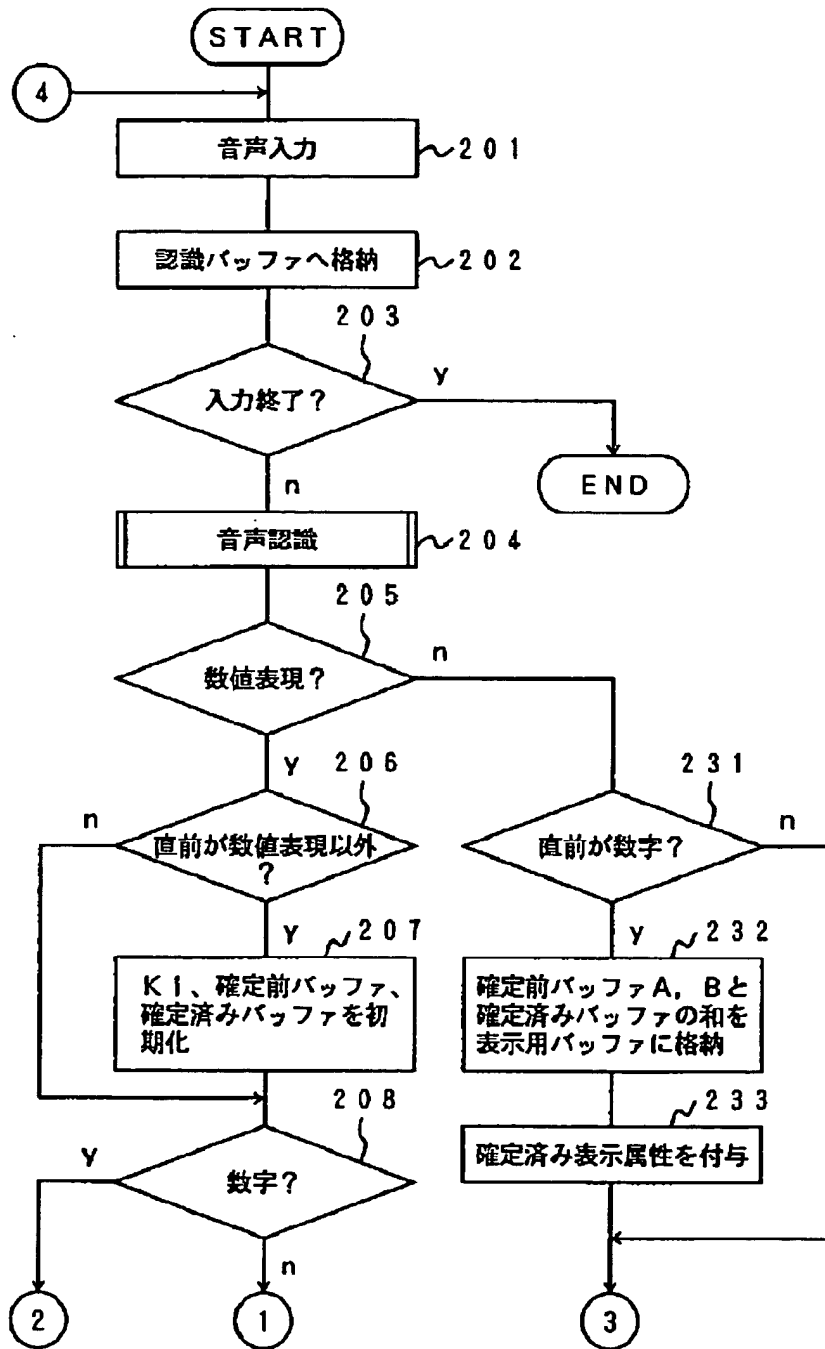 START
4
音声入力
201
認識バッファへ格納
202
203
入力終了?
y
n
END
音声認識
204
205
数値表現?
n
y
206
直前が数値表現以外
?
n
y
207
K1、確定前バッファ、
確定済みバッファを初
期化
208
数字?
y
n
231
直前が数字?
n
y
232
確定前バッファA,Bと
確定済みバッファの和を
表示用バッファに格納
233
確定済み表示属性を付与
2
1
3